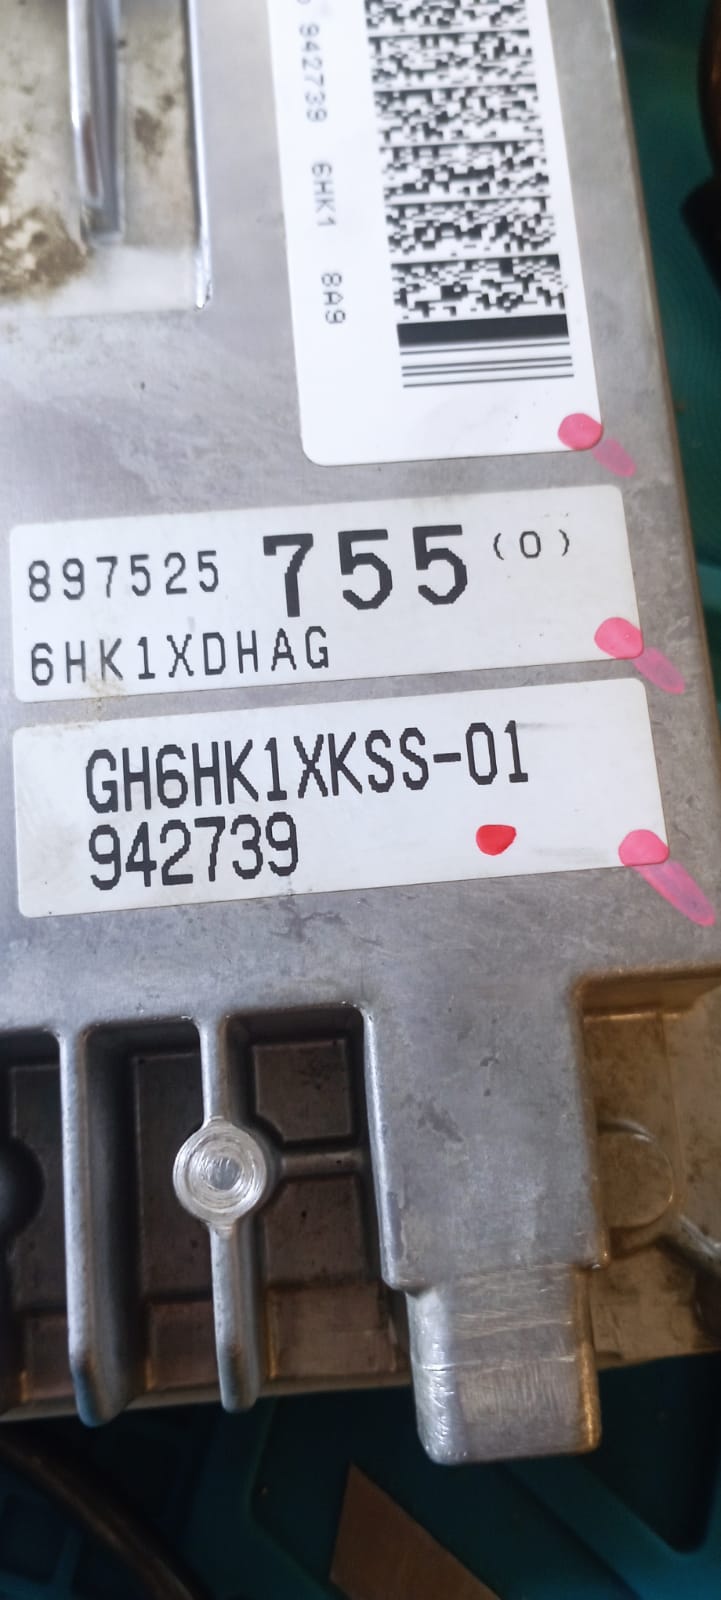 942739 6HK1 8A9
897525 755 (0)
6HK1XDHAG
GH6HK1XKSS-01
942739